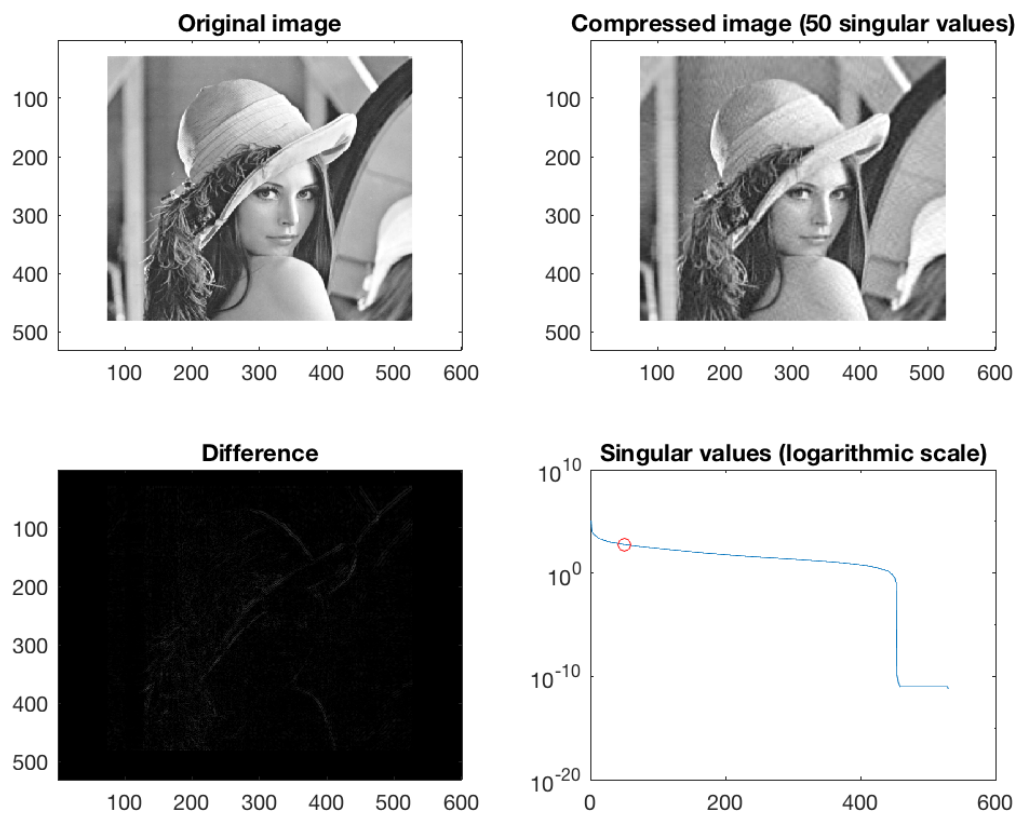 Original image
100
200
300
400
500
100 200 300 400 500 600
Compressed image (50 singular values)
100
200
300
400
500
100 200 300 400 500 600
Difference
100
200
300
400
500
100 200 300 400 500 600
Singular values (logarithmic scale)
10^10
10^0
10^-10
10^-20
0 200 400 600